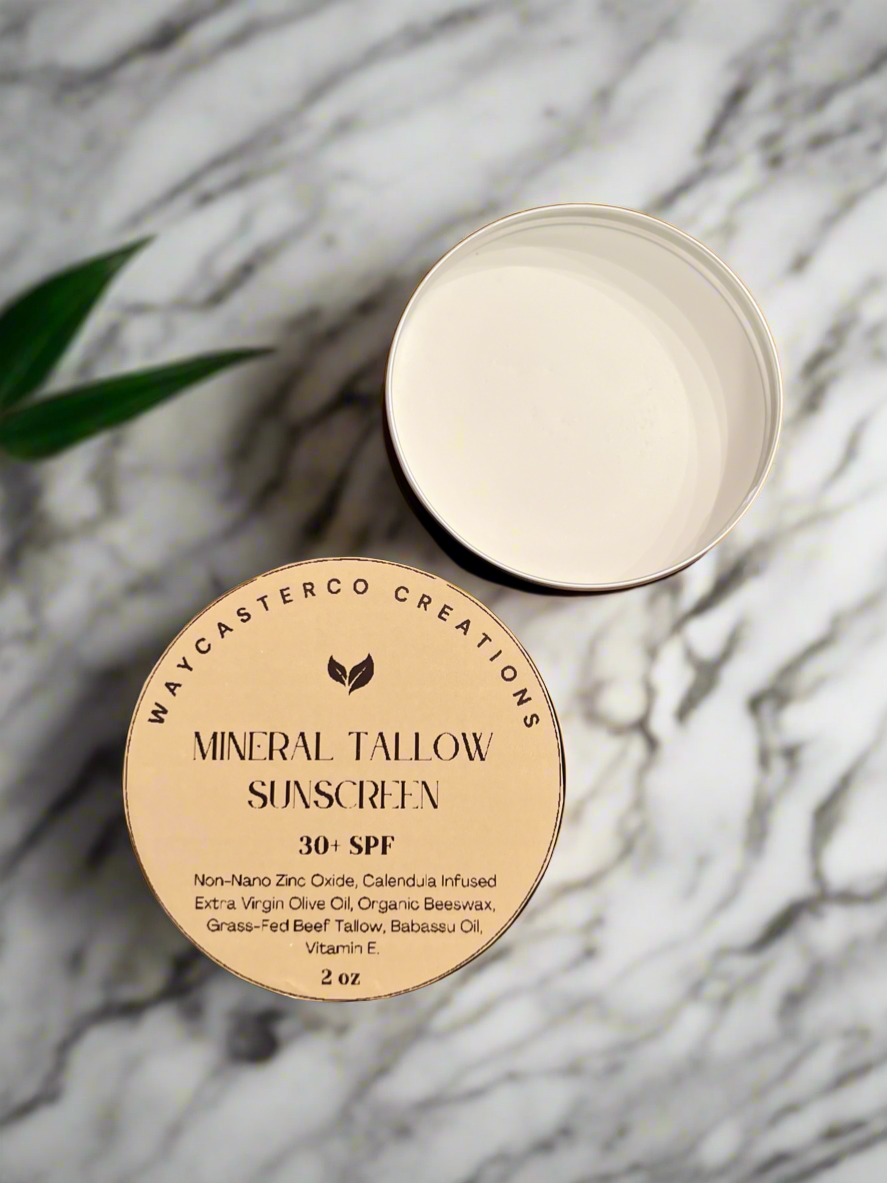 WAYCASTERCO CREATIONS
MINERAL TALLOW
SUNSCREEN
30+ SPF
Non-Nano Zinc Oxide, Calendula Infused
Extra Virgin Olive Oil, Organic Beeswax,
Grass-Fed Beef Tallow, Babassu Oil,
Vitamin E.
2 oz